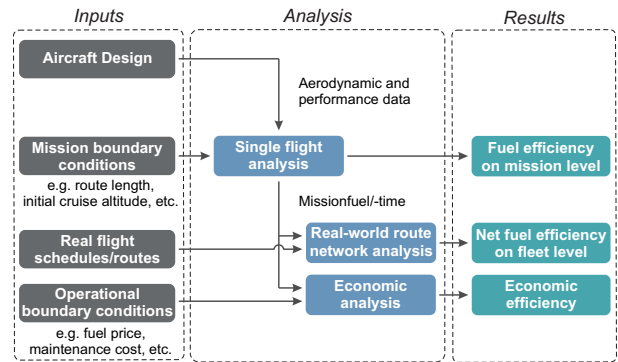 Inputs
Analysis
Results
Aircraft Design
Aerodynamic and
performance data
Mission boundary
conditions
e.g. route length,
initial cruise altitude, etc.
Single flight
analysis
Fuel efficiency
on mission level
Missionfuel/-time
Real flight
schedules/routes
Real-world route
network analysis
Net fuel efficiency
on fleet level
Operational
boundary conditions
e.g. fuel price,
maintenance cost, etc.
Economic
analysis
Economic
efficiency